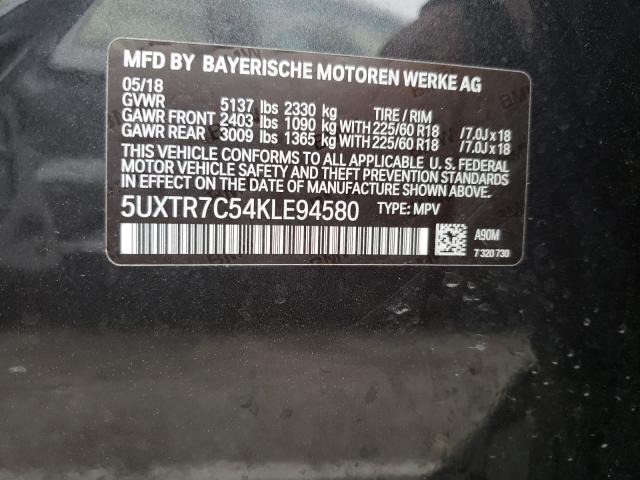 MFD BY BAYERISCHE MOTOREN WERKE AG
05/18
GVWR 5137 lbs 2330 kg TIRE / RIM
GAWR FRONT 2403 lbs 1090 kg WITH 225/60 R18 /7.0J x 18
GAWR REAR 3009 lbs 1365 kg WITH 225/60 R18 /7.0J x 18
THIS VEHICLE CONFORMS TO ALL APPLICABLE U.S. FEDERAL
MOTOR VEHICLE SAFETY AND THEFT PREVENTION STANDARDS
IN EFFECT ON THE DATE OF MANUFACTURE SHOWN ABOVE.
5UXTR7C54KLE94580 TYPE: MPV
A90M
7 320 730